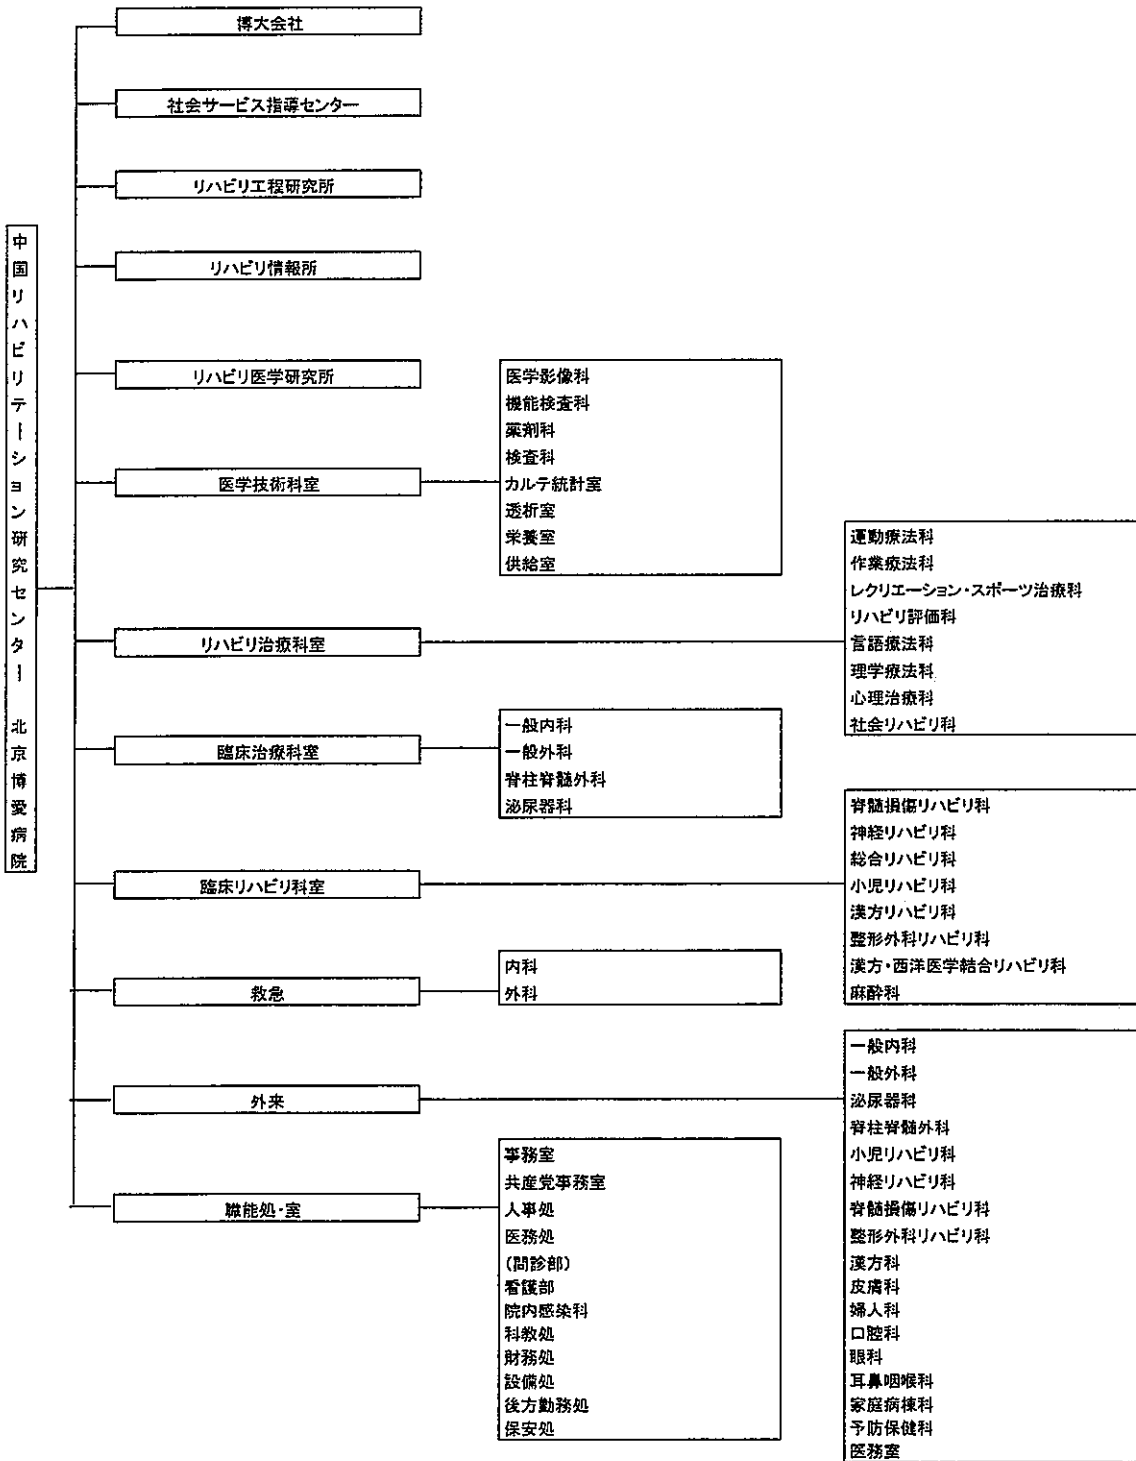 中国リハビリテーション研究センター 北京博愛病院
博大会社
社会サービス指導センター
リハビリ工程研究所
リハビリ情報所
リハビリ医学研究所
医学技術科室
医学影像科
機能検査科
薬剤科
検査科
カルテ統計室
透析室
栄養室
供給室
リハビリ治療科室
運動療法科
作業療法科
レクリエーション・スポーツ治療科
リハビリ評価科
言語療法科
理学療法科
心理治療科
社会リハビリ科
臨床治療科室
一般内科
一般外科
脊柱脊髄外科
泌尿器科
臨床リハビリ科室
脊髄損傷リハビリ科
神経リハビリ科
総合リハビリ科
小児リハビリ科
漢方リハビリ科
整形外科リハビリ科
漢方・西洋医学結合リハビリ科
麻酔科
救急
内科
外科
外来
一般内科
一般外科
泌尿器科
脊柱脊髄外科
小児リハビリ科
神経リハビリ科
脊髄損傷リハビリ科
整形外科リハビリ科
漢方科
皮膚科
婦人科
口腔科
眼科
耳鼻咽喉科
家庭病棟科
予防保健科
医務室
職能処・室
事務室
共産党事務室
人事処
医務処
(問診部)
看護部
院内感染科
科教処
財務処
設備処
後方勤務処
保安処